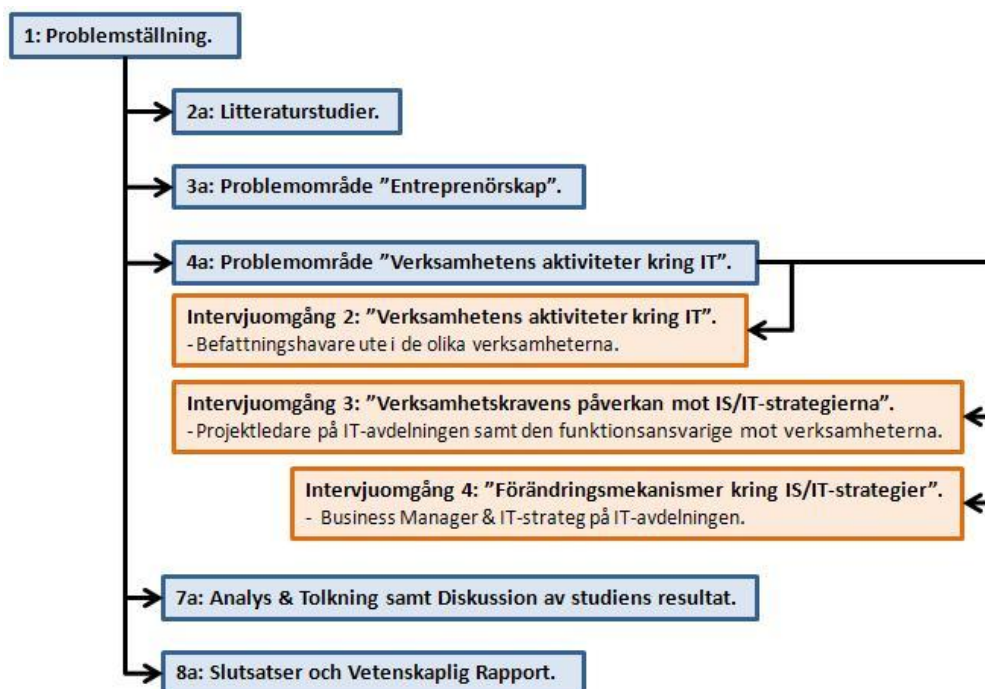 1: Problemställning.
2a: Litteraturstudier.
3a: Problemområde ”Entreprenörskap”.
4a: Problemområde ”Verksamhetens aktiviteter kring IT”.
Intervjuomgång 2: ”Verksamhetens aktiviteter kring IT”.
- Befattningshavare ute i de olika verksamheterna.
Intervjuomgång 3: ”Verksamhetskravens påverkan mot IS/IT-strategierna”.
- Projektledare på IT-avdelningen samt den funktionsansvarige mot verksamheterna.
Intervjuomgång 4: ”Förändringsmekanismer kring IS/IT-strategier”.
- Business Manager & IT-strateg på IT-avdelningen.
7a: Analys & Tolkning samt Diskussion av studiens resultat.
8a: Slutsatser och Vetenskaplig Rapport.